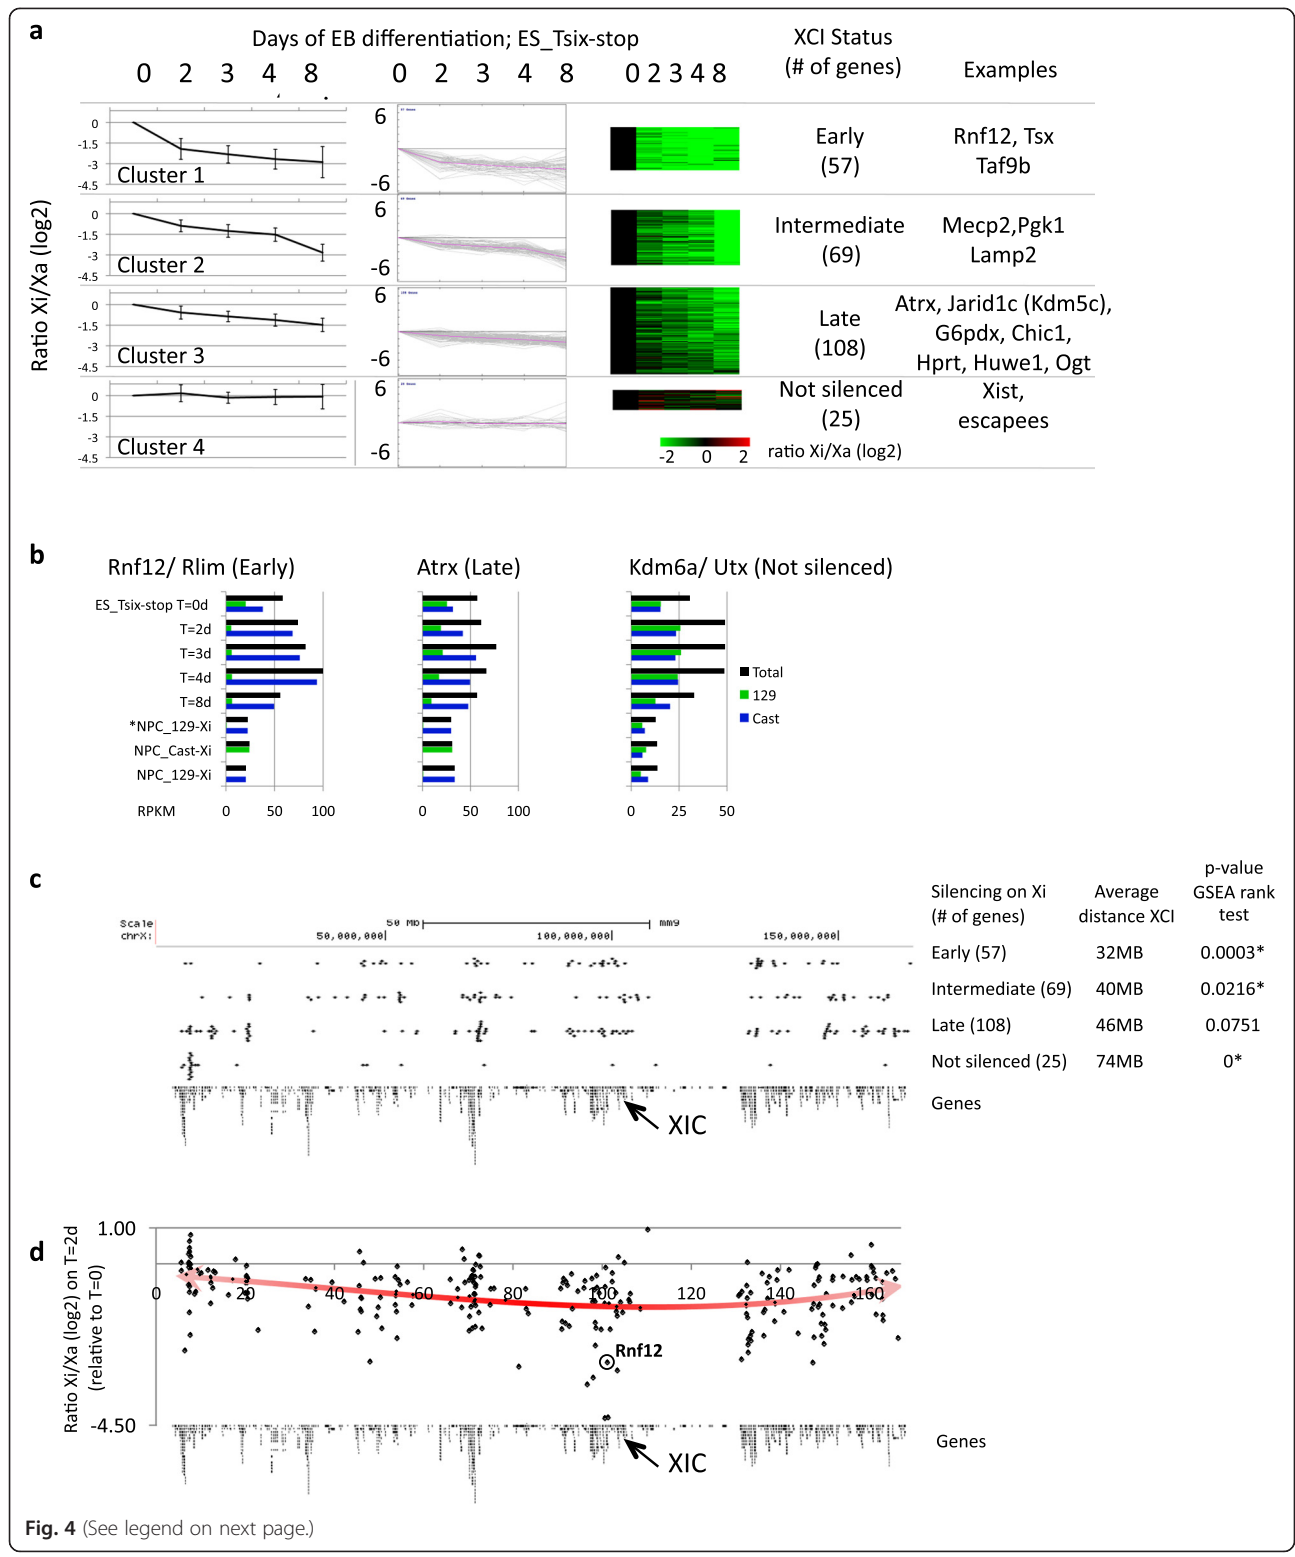 a
Days of EB differentiation; ES_Tsix-stop
XCI Status
(# of genes)
Examples
0 2 3 4 8
0 2 3 4 8
0 2 3 4 8
Ratio Xi/Xa (log2)
0
-1.5
-3
-4.5
Cluster 1
6
-6
Early
(57)
Rnf12, Tsx
Taf9b
0
-1.5
-3
-4.5
Cluster 2
6
-6
Intermediate
(69)
Mecp2,Pgk1
Lamp2
0
-1.5
-3
-4.5
Cluster 3
6
-6
Late
(108)
Atrx, Jarid1c (Kdm5c),
G6pdx, Chic1,
Hprt, Huwe1, Ogt
0
-1.5
-3
-4.5
Cluster 4
6
-6
Not silenced
(25)
Xist,
escapees
-2 0 2 ratio Xi/Xa (log2)
b
Rnf12/ Rlim (Early)
Atrx (Late)
Kdm6a/ Utx (Not silenced)
ES_Tsix-stop T=0d
T=2d
T=3d
T=4d
T=8d
*NPC_129-Xi
NPC_Cast-Xi
NPC_129-Xi
RPKM
0 50 100
0 50 100
0 25 50
Total
129
Cast
c
Scale
chrX:
50 Mb
mm9
50,000,000
100,000,000
150,000,000
Silencing on Xi
(# of genes)
Average
distance XCI
p-value
GSEA rank
test
Early (57) 32MB 0.0003*
Intermediate (69) 40MB 0.0216*
Late (108) 46MB 0.0751
Not silenced (25) 74MB 0*
Genes
XIC
d
Ratio Xi/Xa (log2) on T=2d
(relative to T=0)
1.00
-4.50
0 20 40 60 80 100 120 140 160
Rnf12
XIC
Genes
Fig. 4 (See legend on next page.)